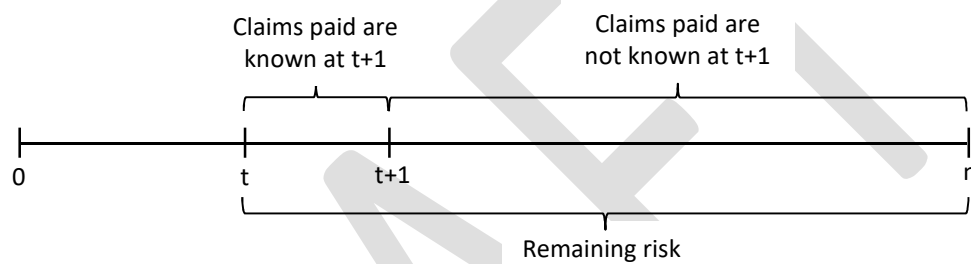 Claims paid are
known at t+1
Claims paid are
not known at t+1
0
t
t+1
Remaining risk